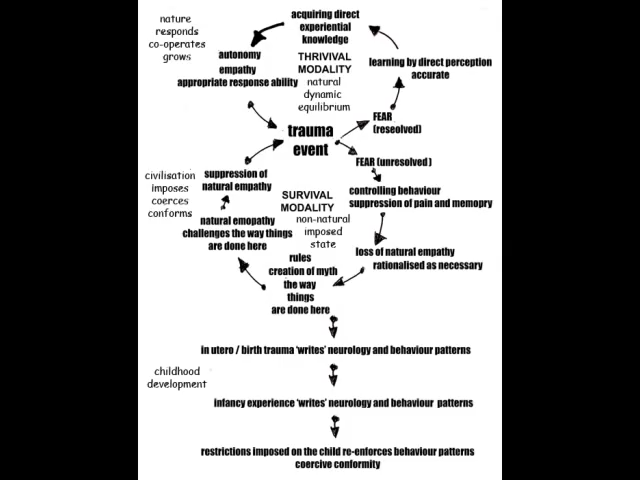 nature
responds
co-operates
grows
acquiring direct
experiential
knowledge
autonomy
empathy
appropriate response ability
THRIVAL
MODALITY
natural
dynamic
equilibrium
learning by direct perception
accurate
FEAR
(reseolved)
trauma
event
FEAR (unresolved)
civilisation
imposes
coerces
conforms
suppression of
natural empathy
controlling behaviour
suppression of pain and memopry
SURVIVAL
MODALITY
non-natural
imposed
state
natural emopathy
challenges the way things
are done here
loss of natural empathy
rationalised as necessary
rules
creation of myth
the way
things
are done here
in utero / birth trauma 'writes' neurology and behaviour patterns
childhood
development
infancy experience 'writes' neurology and behaviour patterns
restrictions imposed on the child re-enforces behaviour patterns
coercive conformity